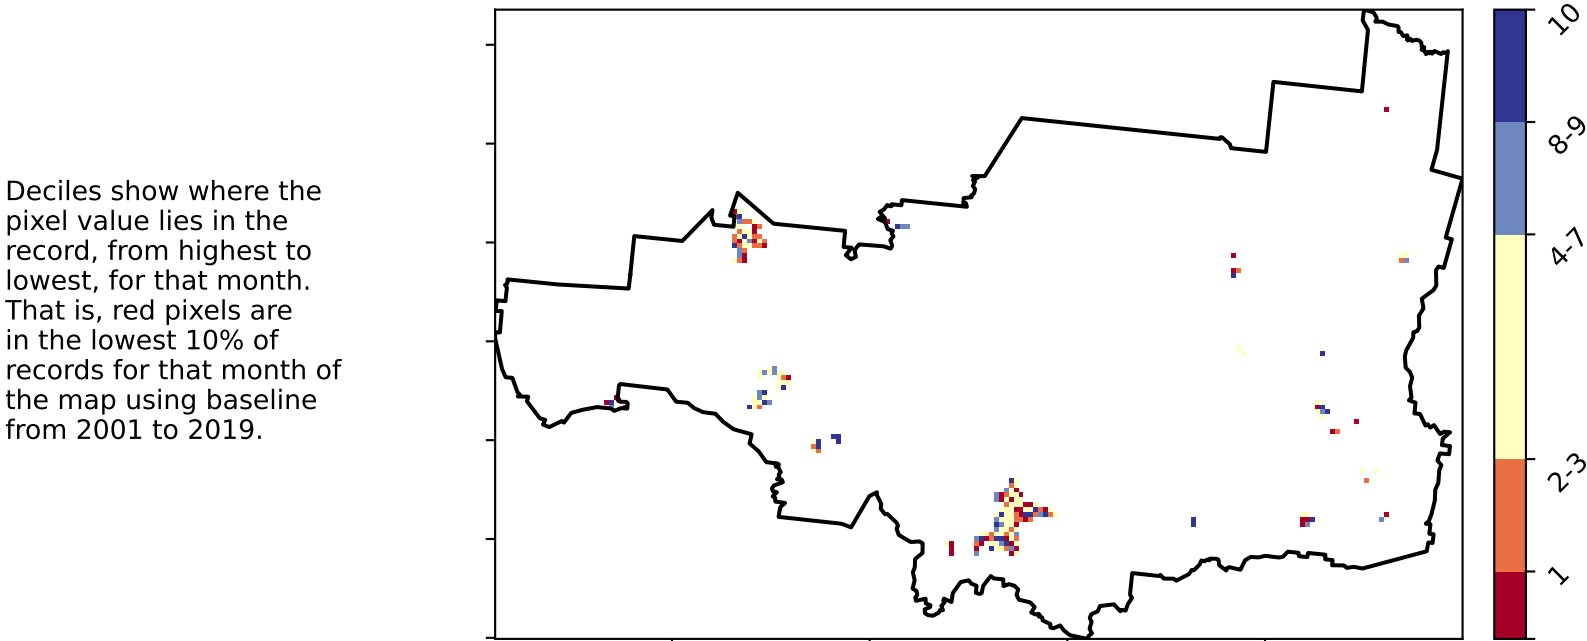 Deciles show where the
pixel value lies in the
record, from highest to
lowest, for that month.
That is, red pixels are
in the lowest 10% of
records for that month of
the map using baseline
from 2001 to 2019.
10
8-9
4-7
2-3
1